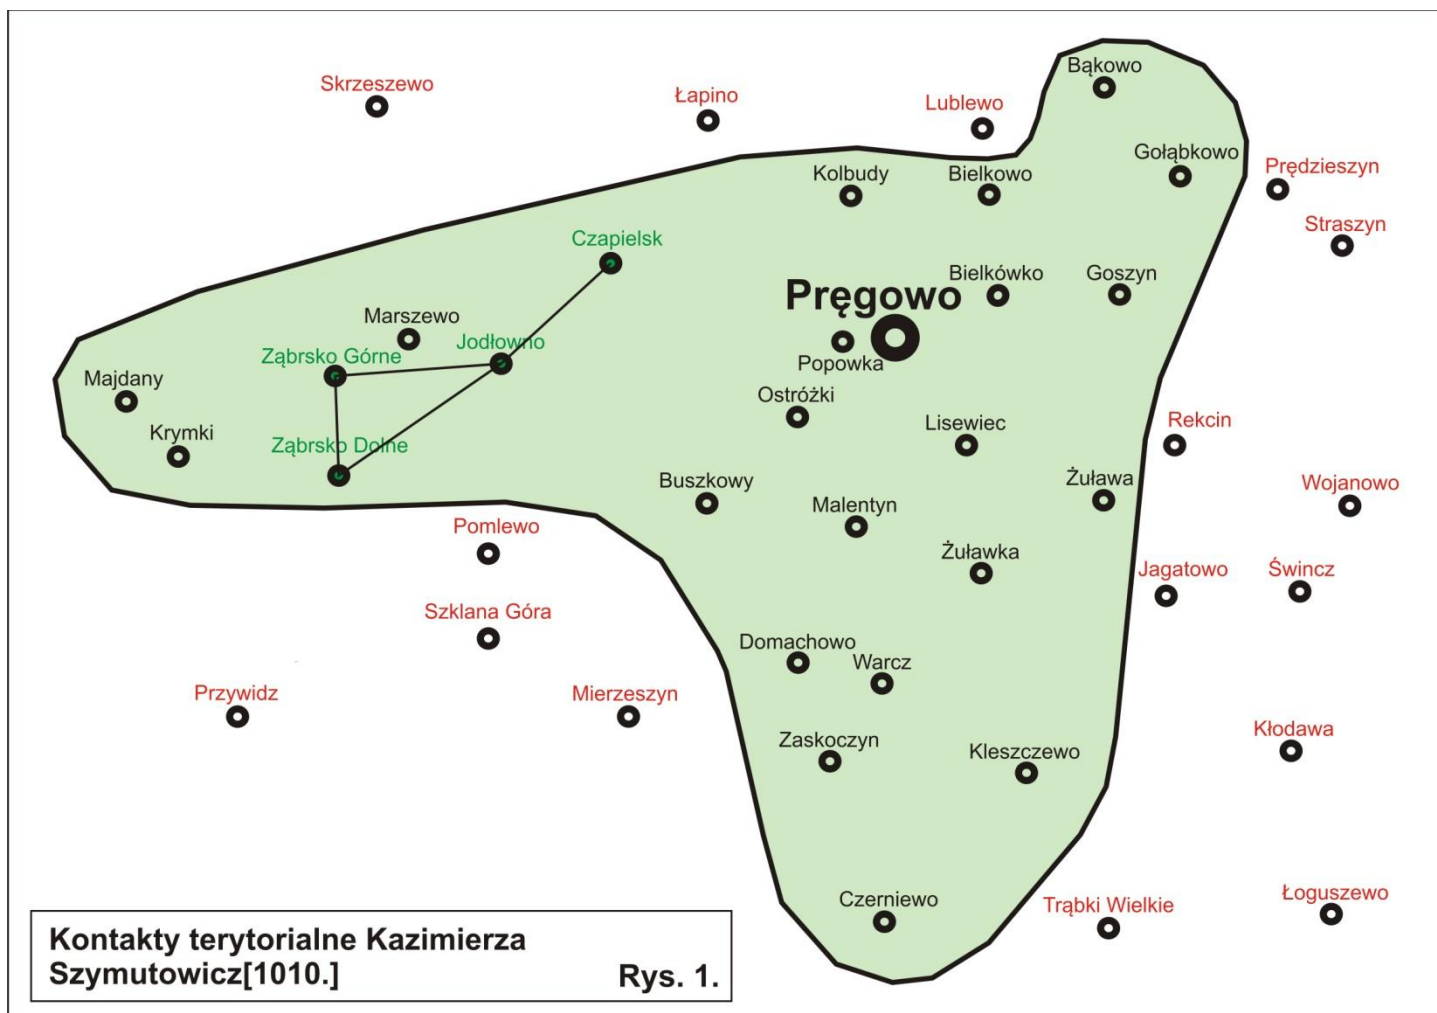 Bąkowo
Skrzeszewo
Łapino
Lublewo
Gołąbkowo
Prędzieszyn
Kolbudy
Bielkowo
Straszyn
Czapielsk
Bielkówko
Goszyn
Pręgowo
Marszewo
Jodłowno
Ząbrsko Górne
Popowka
Majdany
Ostróżki
Krymki
Lisewiec
Rekcin
Ząbrsko Dolne
Buszkowy
Żuława
Wojanowo
Malentyn
Pomlewo
Żuławka
Jagatowo
Świncz
Szklana Góra
Domachowo
Warcz
Przywidz
Mierzeszyn
Kłodawa
Zaskoczyn
Kleszczewo
Łoguszewo
Czerniewo
Trąbki Wielkie
Kontakty terytorialne Kazimierza
Szymutowicz[1010.]
Rys. 1.